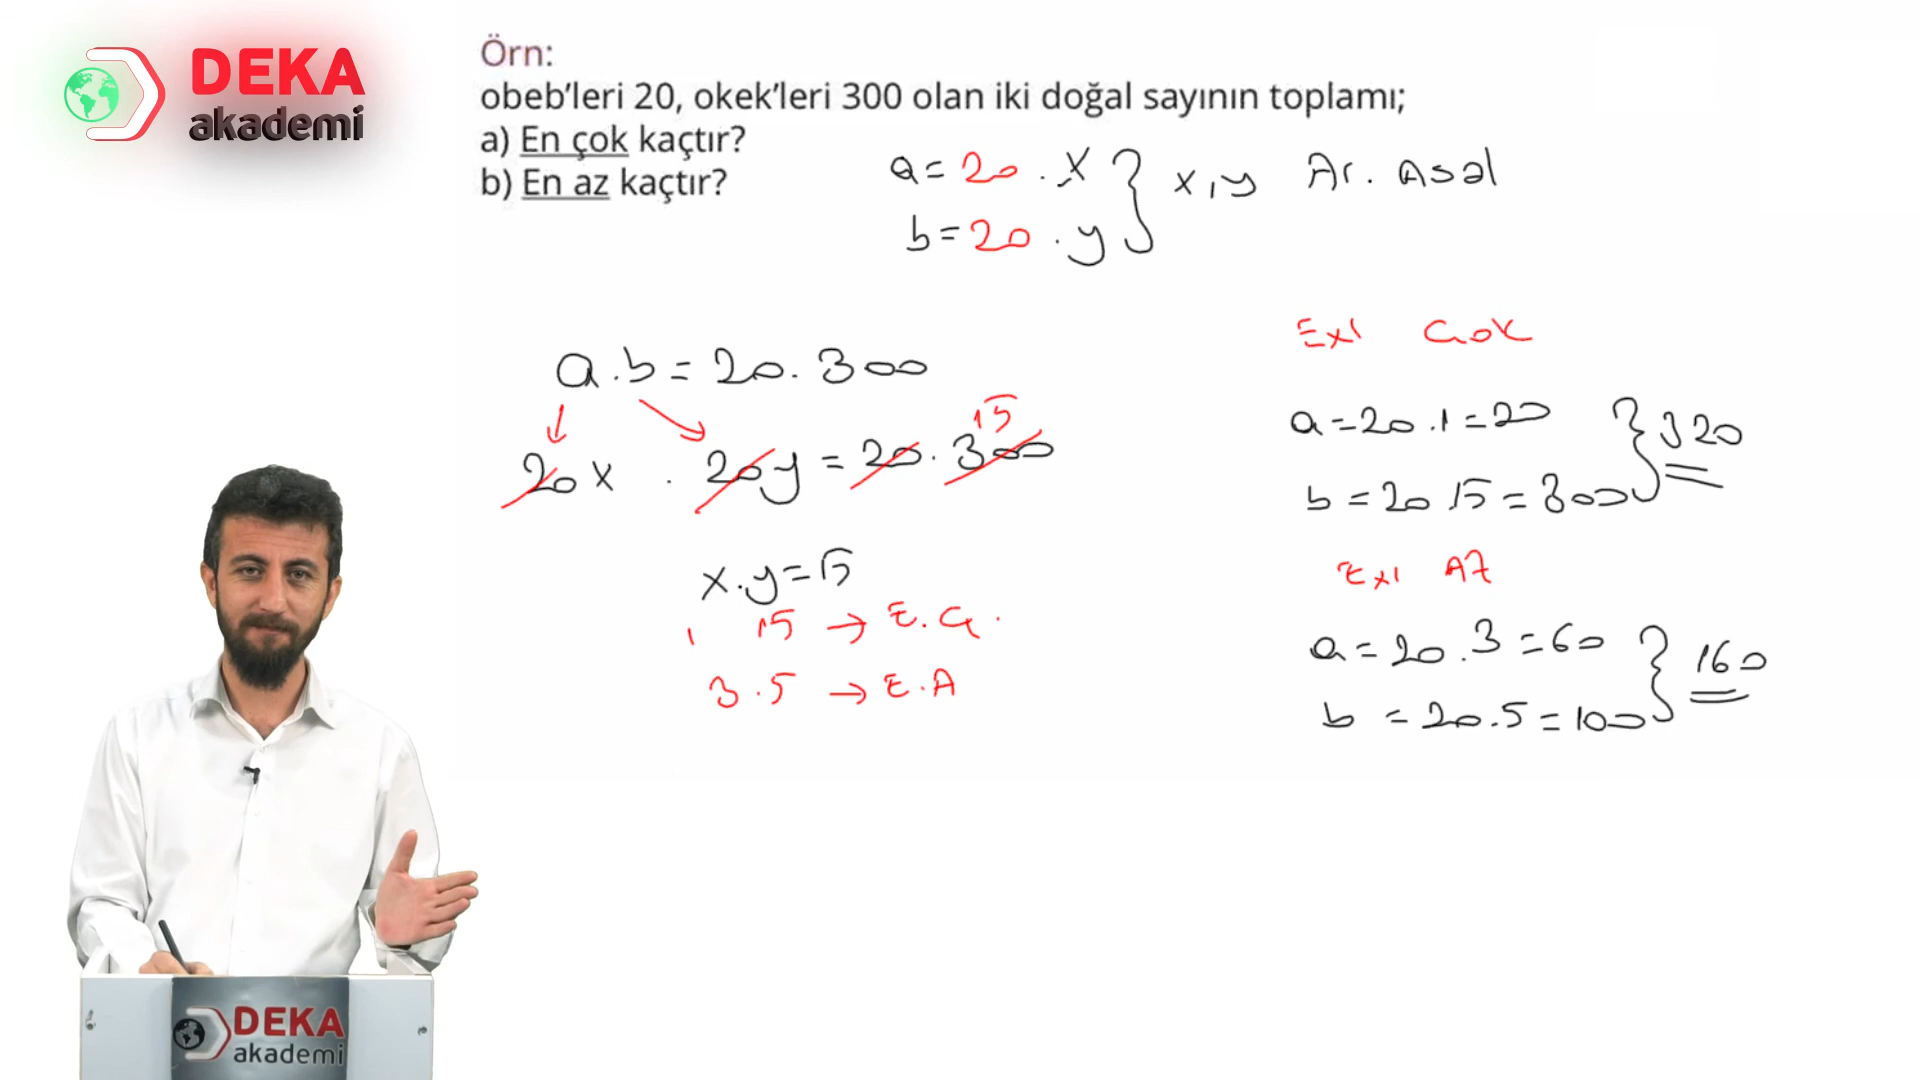 DEKA
akademi
Örn:
obeb’leri 20, okek’leri 300 olan iki doğal sayının toplamı;
a) En çok kaçtır?
b) En az kaçtır?
a = 20 . x } x, y Ar. Asal
b = 20 . y
a . b = 20 . 300
15
20x . 20y = 20 . 300
x . y = 15
1 15 → E. Ç.
3 . 5 → E. A
En Çok
a = 20 . 1 = 20 } 320
b = 20 . 15 = 300
En Az
a = 20 . 3 = 60 } 160
b = 20 . 5 = 100
DEKA
akademi